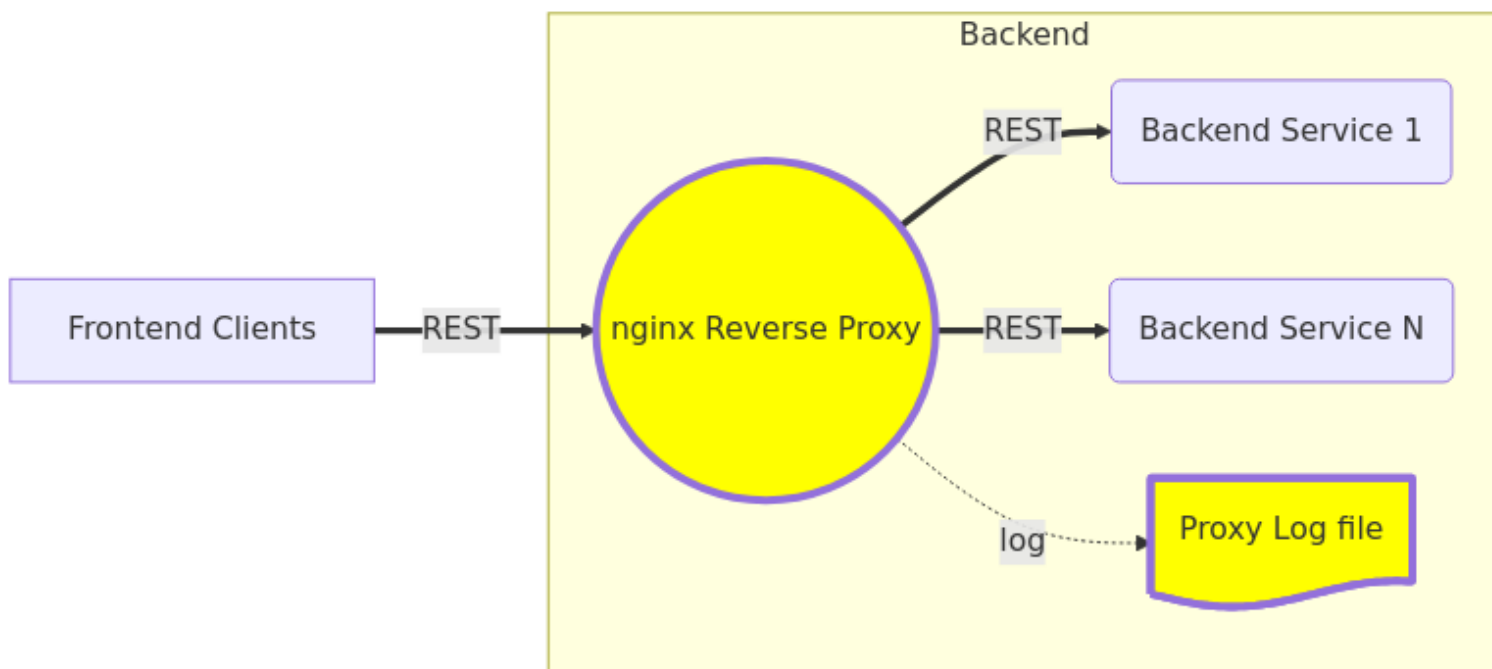 Backend
REST
Backend Service 1
Frontend Clients
REST
nginx Reverse Proxy
REST
Backend Service N
log
Proxy Log file